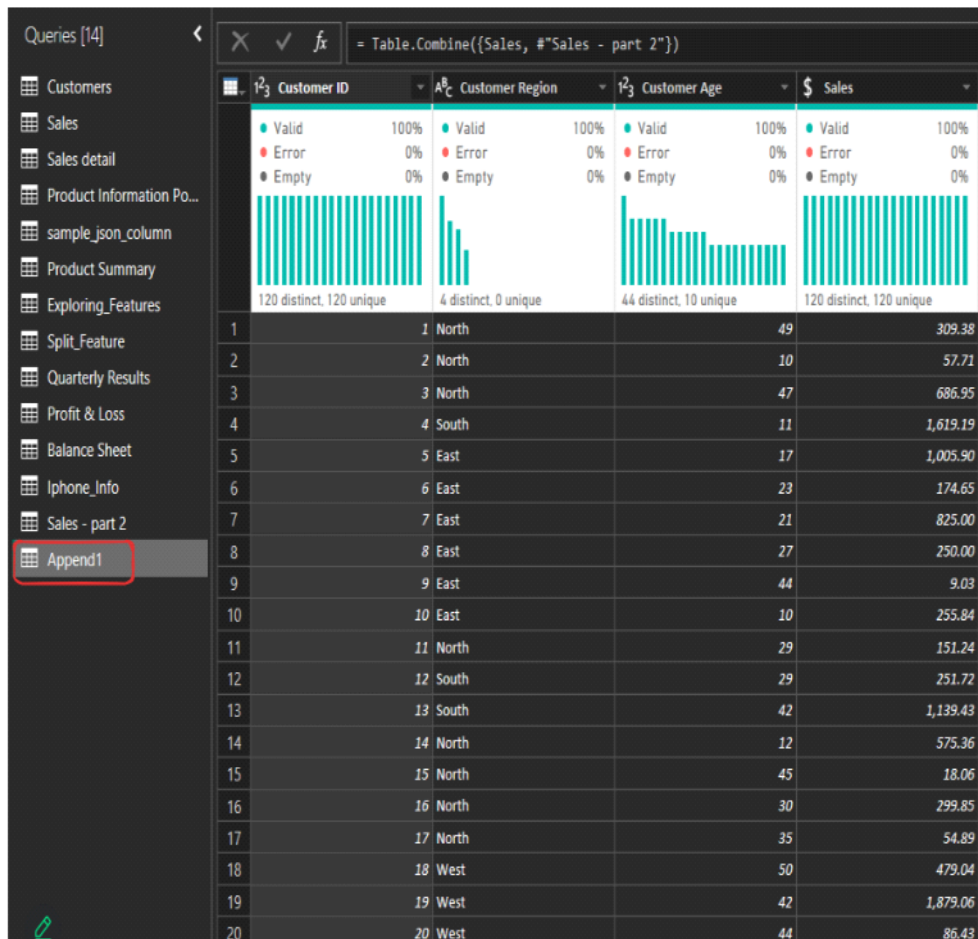 Queries [14]
Customers
Sales
Sales detail
Product Information Po...
sample_json_column
Product Summary
Exploring_Features
Split_Feature
Quarterly Results
Profit & Loss
Balance Sheet
Iphone_Info
Sales - part 2
Append1
fx = Table.Combine({Sales, #"Sales - part 2"})
1²3 Customer ID ABC Customer Region 1²3 Customer Age $ Sales
Valid 100% Valid 100% Valid 100% Valid 100%
Error 0% Error 0% Error 0% Error 0%
Empty 0% Empty 0% Empty 0% Empty 0%
120 distinct, 120 unique 4 distinct, 0 unique 44 distinct, 10 unique 120 distinct, 120 unique
1 1 North 49 309.38
2 2 North 10 57.71
3 3 North 47 686.95
4 4 South 11 1,619.19
5 5 East 17 1,005.90
6 6 East 23 174.65
7 7 East 21 825.00
8 8 East 27 250.00
9 9 East 44 9.03
10 10 East 10 255.84
11 11 North 29 151.24
12 12 South 29 251.72
13 13 South 42 1,139.43
14 14 North 12 575.36
15 15 North 45 18.06
16 16 North 30 299.85
17 17 North 35 54.89
18 18 West 50 479.04
19 19 West 42 1,879.06
20 20 West 44 86.43